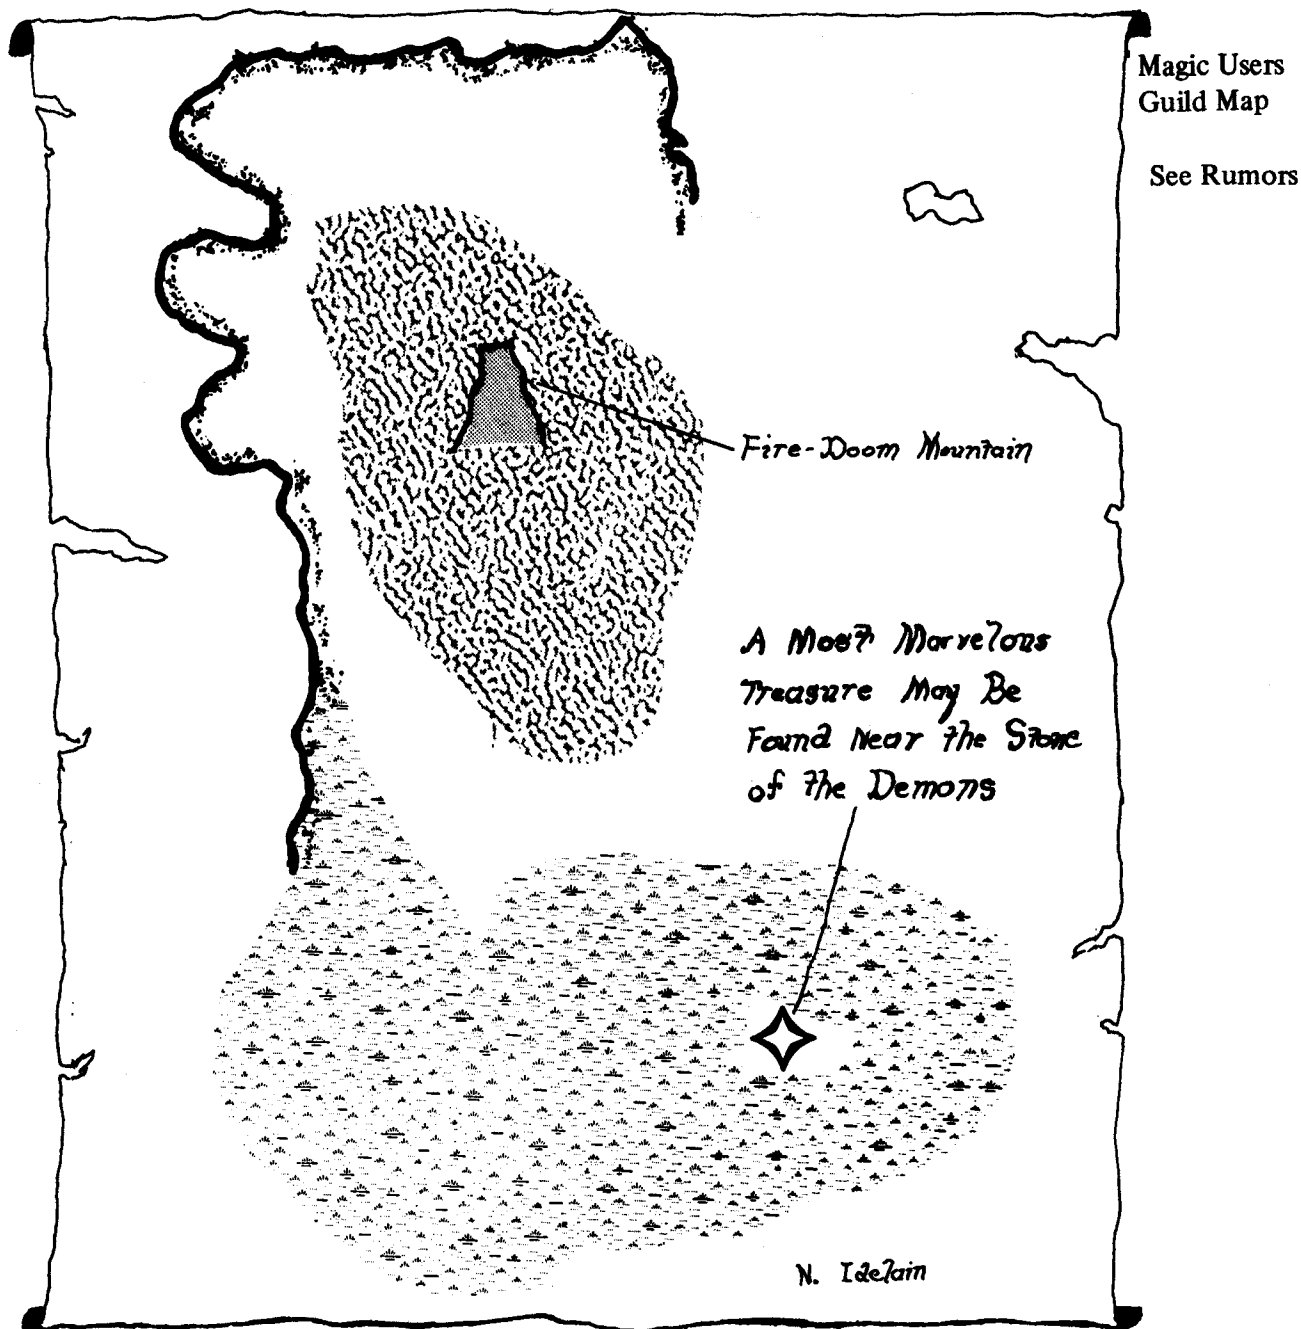 Magic Users
Guild Map
See Rumors
Fire-Doom Mountain
A Most Marvelous
Treasure May Be
Found Near the Stone
of the Demons
N. Idelain